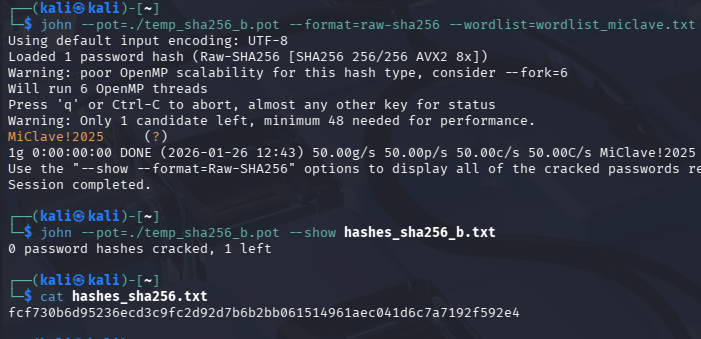 ┌──(kali㉿kali)-[~]
└─$ john --pot=./temp_sha256_b.pot --format=raw-sha256 --wordlist=wordlist_miclave.txt
Using default input encoding: UTF-8
Loaded 1 password hash (Raw-SHA256 [SHA256 256/256 AVX2 8x])
Warning: poor OpenMP scalability for this hash type, consider --fork=6
Will run 6 OpenMP threads
Press 'q' or Ctrl-C to abort, almost any other key for status
Warning: Only 1 candidate left, minimum 48 needed for performance.
MiClave!2025     (?)
1g 0:00:00:00 DONE (2026-01-26 12:43) 50.00g/s 50.00p/s 50.00c/s 50.00C/s MiClave!2025
Use the "--show --format=Raw-SHA256" options to display all of the cracked passwords re
Session completed.
┌──(kali㉿kali)-[~]
└─$ john --pot=./temp_sha256_b.pot --show hashes_sha256_b.txt
0 password hashes cracked, 1 left
┌──(kali㉿kali)-[~]
└─$ cat hashes_sha256.txt
fcf730b6d95236ecd3c9fc2d92d7b6b2bb061514961aec041d6c7a7192f592e4